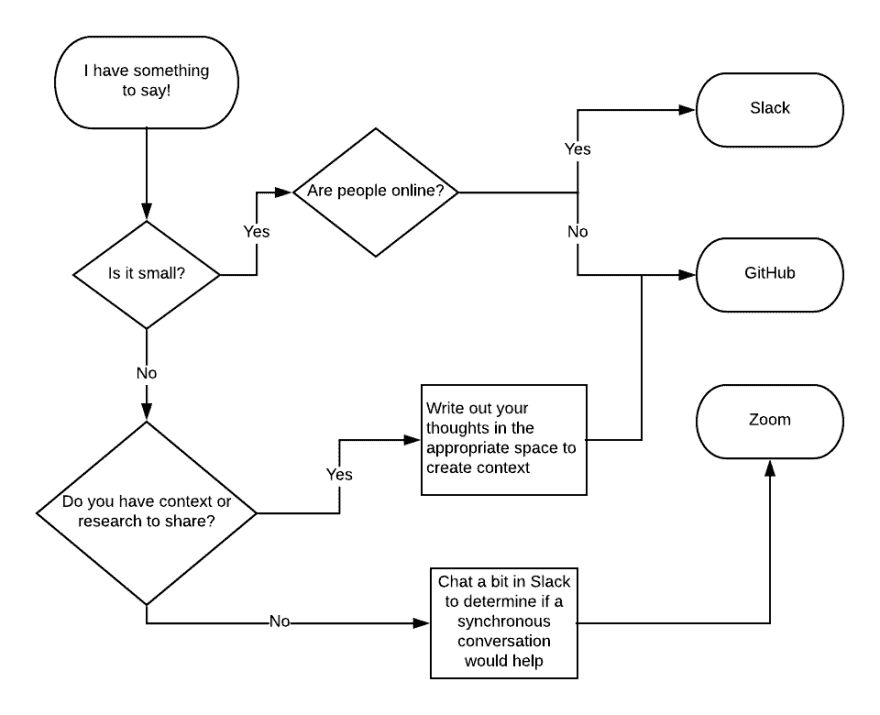 I have something
to say!
Slack
Yes
Are people online?
Yes
No
Is it small?
GitHub
No
Write out your
thoughts in the
appropriate space to
create context
Zoom
Yes
Do you have context or
research to share?
Chat a bit in Slack
to determine if a
synchronous
conversation
would help
No